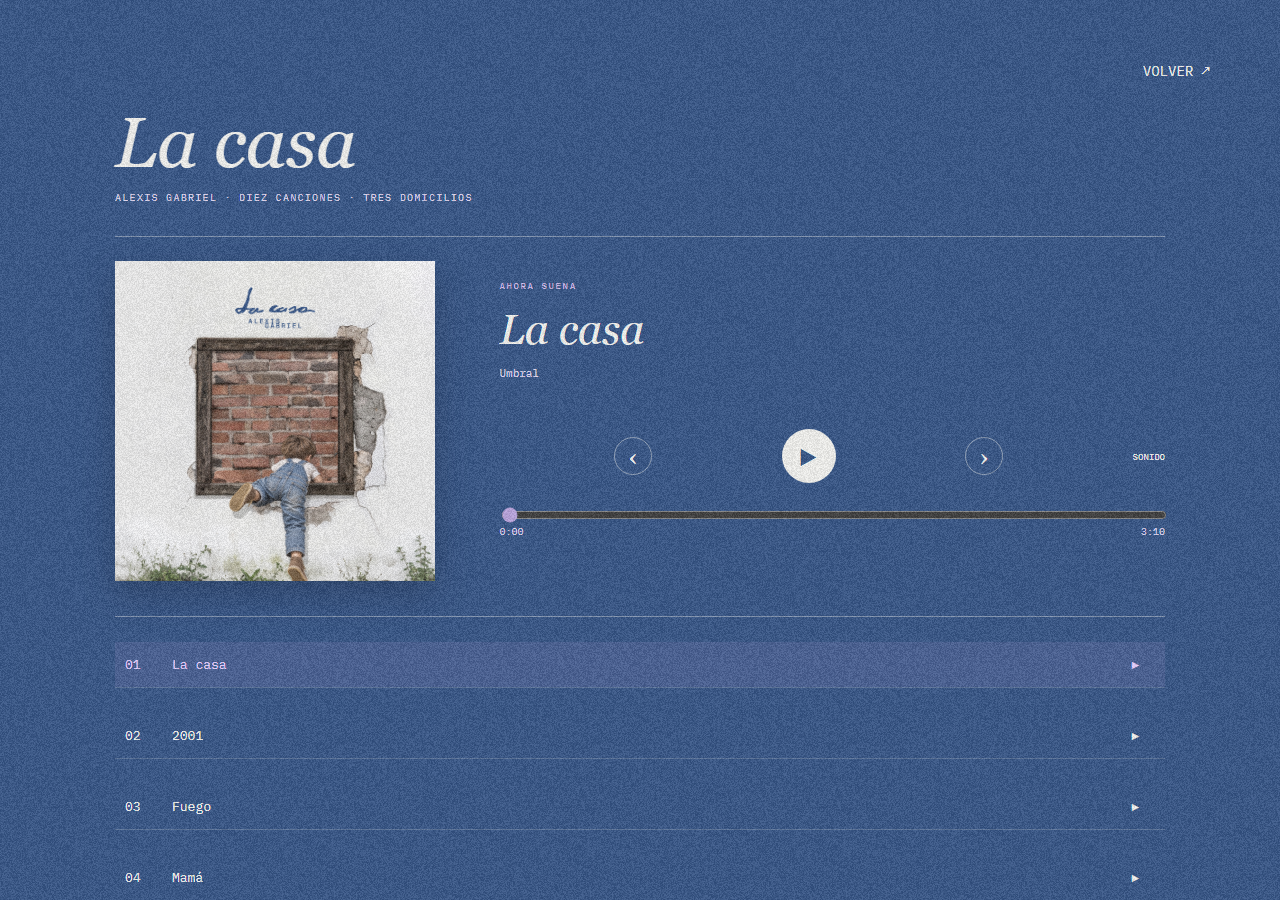 VOLVER ↗
La casa
ALEXIS GABRIEL · DIEZ CANCIONES · TRES DOMICILIOS
La casa
ALEXIS
GABRIEL
AHORA SUENA
La casa
Umbral
SONIDO
0:00 3:10
01 La casa
02 2001
03 Fuego
04 Mamá